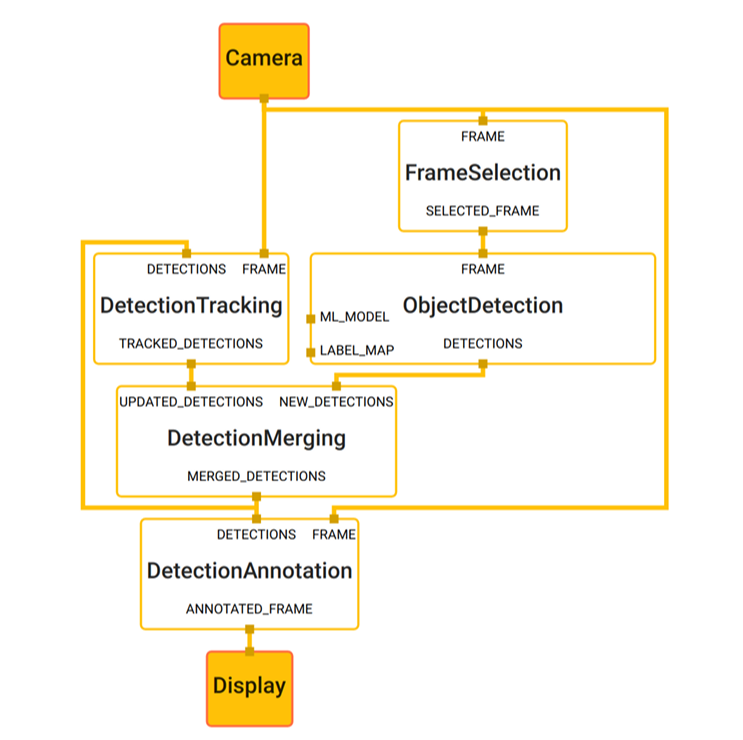 Camera
FRAME
FrameSelection
SELECTED_FRAME
DETECTIONS FRAME
DetectionTracking
TRACKED_DETECTIONS
FRAME
ObjectDetection
ML_MODEL
LABEL_MAP
DETECTIONS
UPDATED_DETECTIONS NEW_DETECTIONS
DetectionMerging
MERGED_DETECTIONS
DETECTIONS FRAME
DetectionAnnotation
ANNOTATED_FRAME
Display